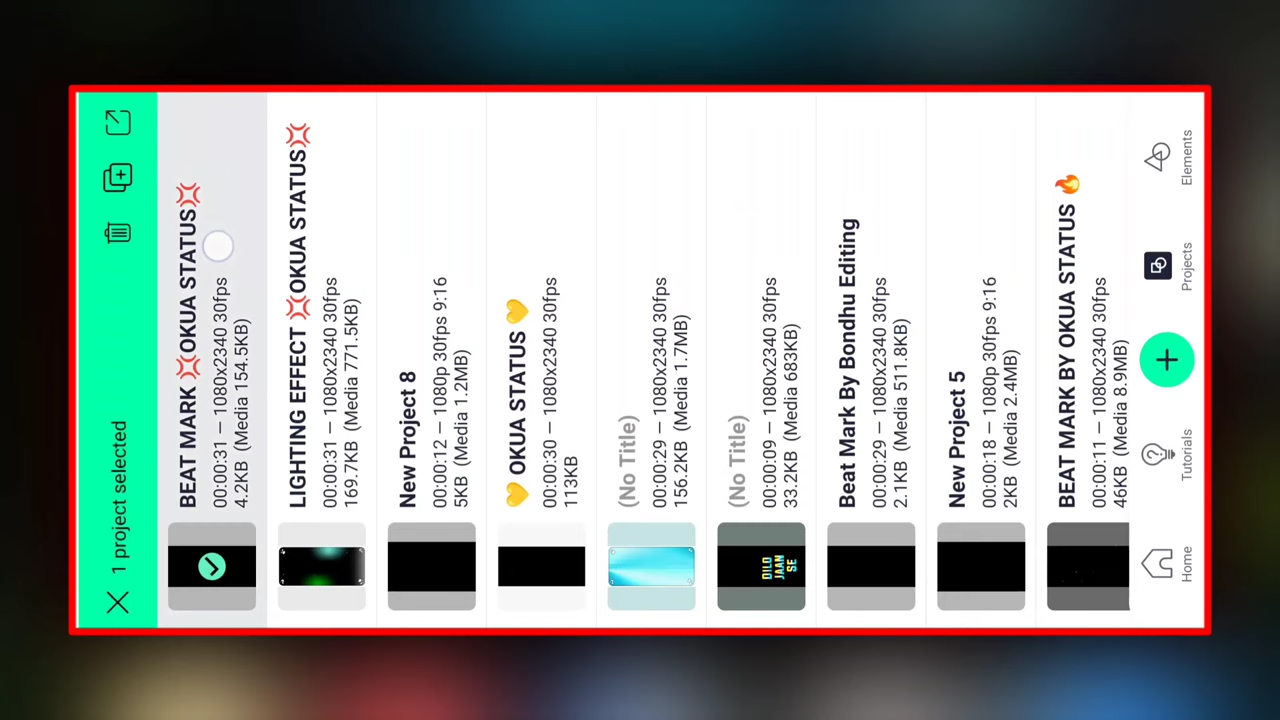 1 project selected
BEAT MARK 💢OKUA STATUS💢
00:00:31 – 1080x2340 30fps
4.2KB (Media 154.5KB)
LIGHTING EFFECT 💢OKUA STATUS💢
00:00:31 – 1080x2340 30fps
169.7KB (Media 771.5KB)
New Project 8
00:00:12 – 1080p 30fps 9:16
5KB (Media 1.2MB)
💛 OKUA STATUS 💛
00:00:30 – 1080x2340 30fps
113KB
(No Title)
00:00:29 – 1080x2340 30fps
156.2KB (Media 1.7MB)
DILO
JAAN
SE
(No Title)
00:00:09 – 1080x2340 30fps
33.2KB (Media 683KB)
Beat Mark By Bondhu Editing
00:00:29 – 1080x2340 30fps
2.1KB (Media 511.8KB)
New Project 5
00:00:18 – 1080p 30fps 9:16
2KB (Media 2.4MB)
BEAT MARK BY OKUA STATUS 🔥
00:00:11 – 1080x2340 30fps
46KB (Media 8.9MB)
Home
Tutorials
Projects
Elements